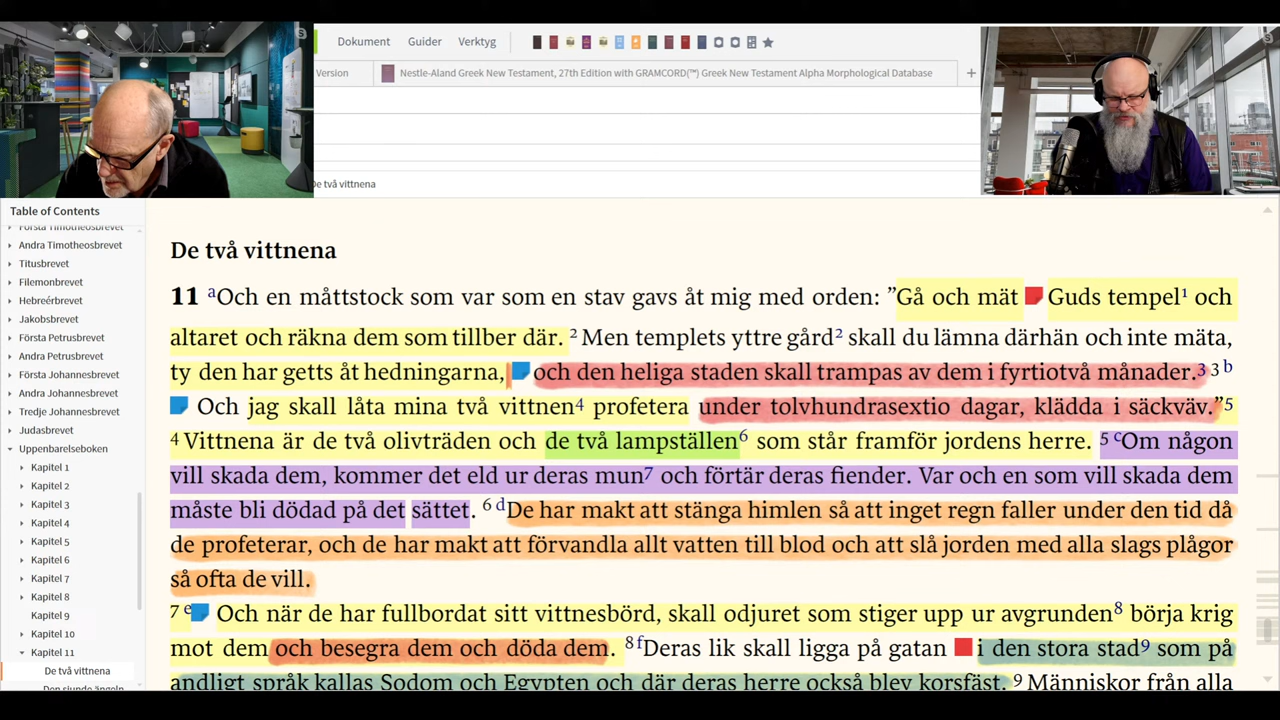 Dokument Guider Verktyg
Version Nestle-Aland Greek New Testament, 27th Edition with GRAMCORD(™) Greek New Testament Alpha Morphological Database +
De två vittnena
Table of Contents
Första Timotheosbrevet
Andra Timotheosbrevet
Titusbrevet
Filemonbrevet
Hebreérbrevet
Jakobsbrevet
Första Petrusbrevet
Andra Petrusbrevet
Första Johannesbrevet
Andra Johannesbrevet
Tredje Johannesbrevet
Judasbrevet
Uppenbarelseboken
Kapitel 1
Kapitel 2
Kapitel 3
Kapitel 4
Kapitel 5
Kapitel 6
Kapitel 7
Kapitel 8
Kapitel 9
Kapitel 10
Kapitel 11
De två vittnena
Den sjunde ängeln
De två vittnena
11 aOch en måttstock som var som en stav gavs åt mig med orden: ”Gå och mät Guds tempel1 och
altaret och räkna dem som tillber där. 2 Men templets yttre gård2 skall du lämna därhän och inte mäta,
ty den har getts åt hedningarna, och den heliga staden skall trampas av dem i fyrtiotvå månader.3 3 b
Och jag skall låta mina två vittnen4 profetera under tolvhundrasextio dagar, klädda i säckväv.”5
4 Vittnena är de två olivträden och de två lampställen6 som står framför jordens herre. 5 cOm någon
vill skada dem, kommer det eld ur deras mun7 och förtär deras fiender. Var och en som vill skada dem
måste bli dödad på det sättet. 6 dDe har makt att stänga himlen så att inget regn faller under den tid då
de profeterar, och de har makt att förvandla allt vatten till blod och att slå jorden med alla slags plågor
så ofta de vill.
7 e Och när de har fullbordat sitt vittnesbörd, skall odjuret som stiger upp ur avgrunden8 börja krig
mot dem och besegra dem och döda dem. 8 fDeras lik skall ligga på gatan i den stora stad9 som på
andligt språk kallas Sodom och Egypten och där deras herre också blev korsfäst. 9 Människor från alla